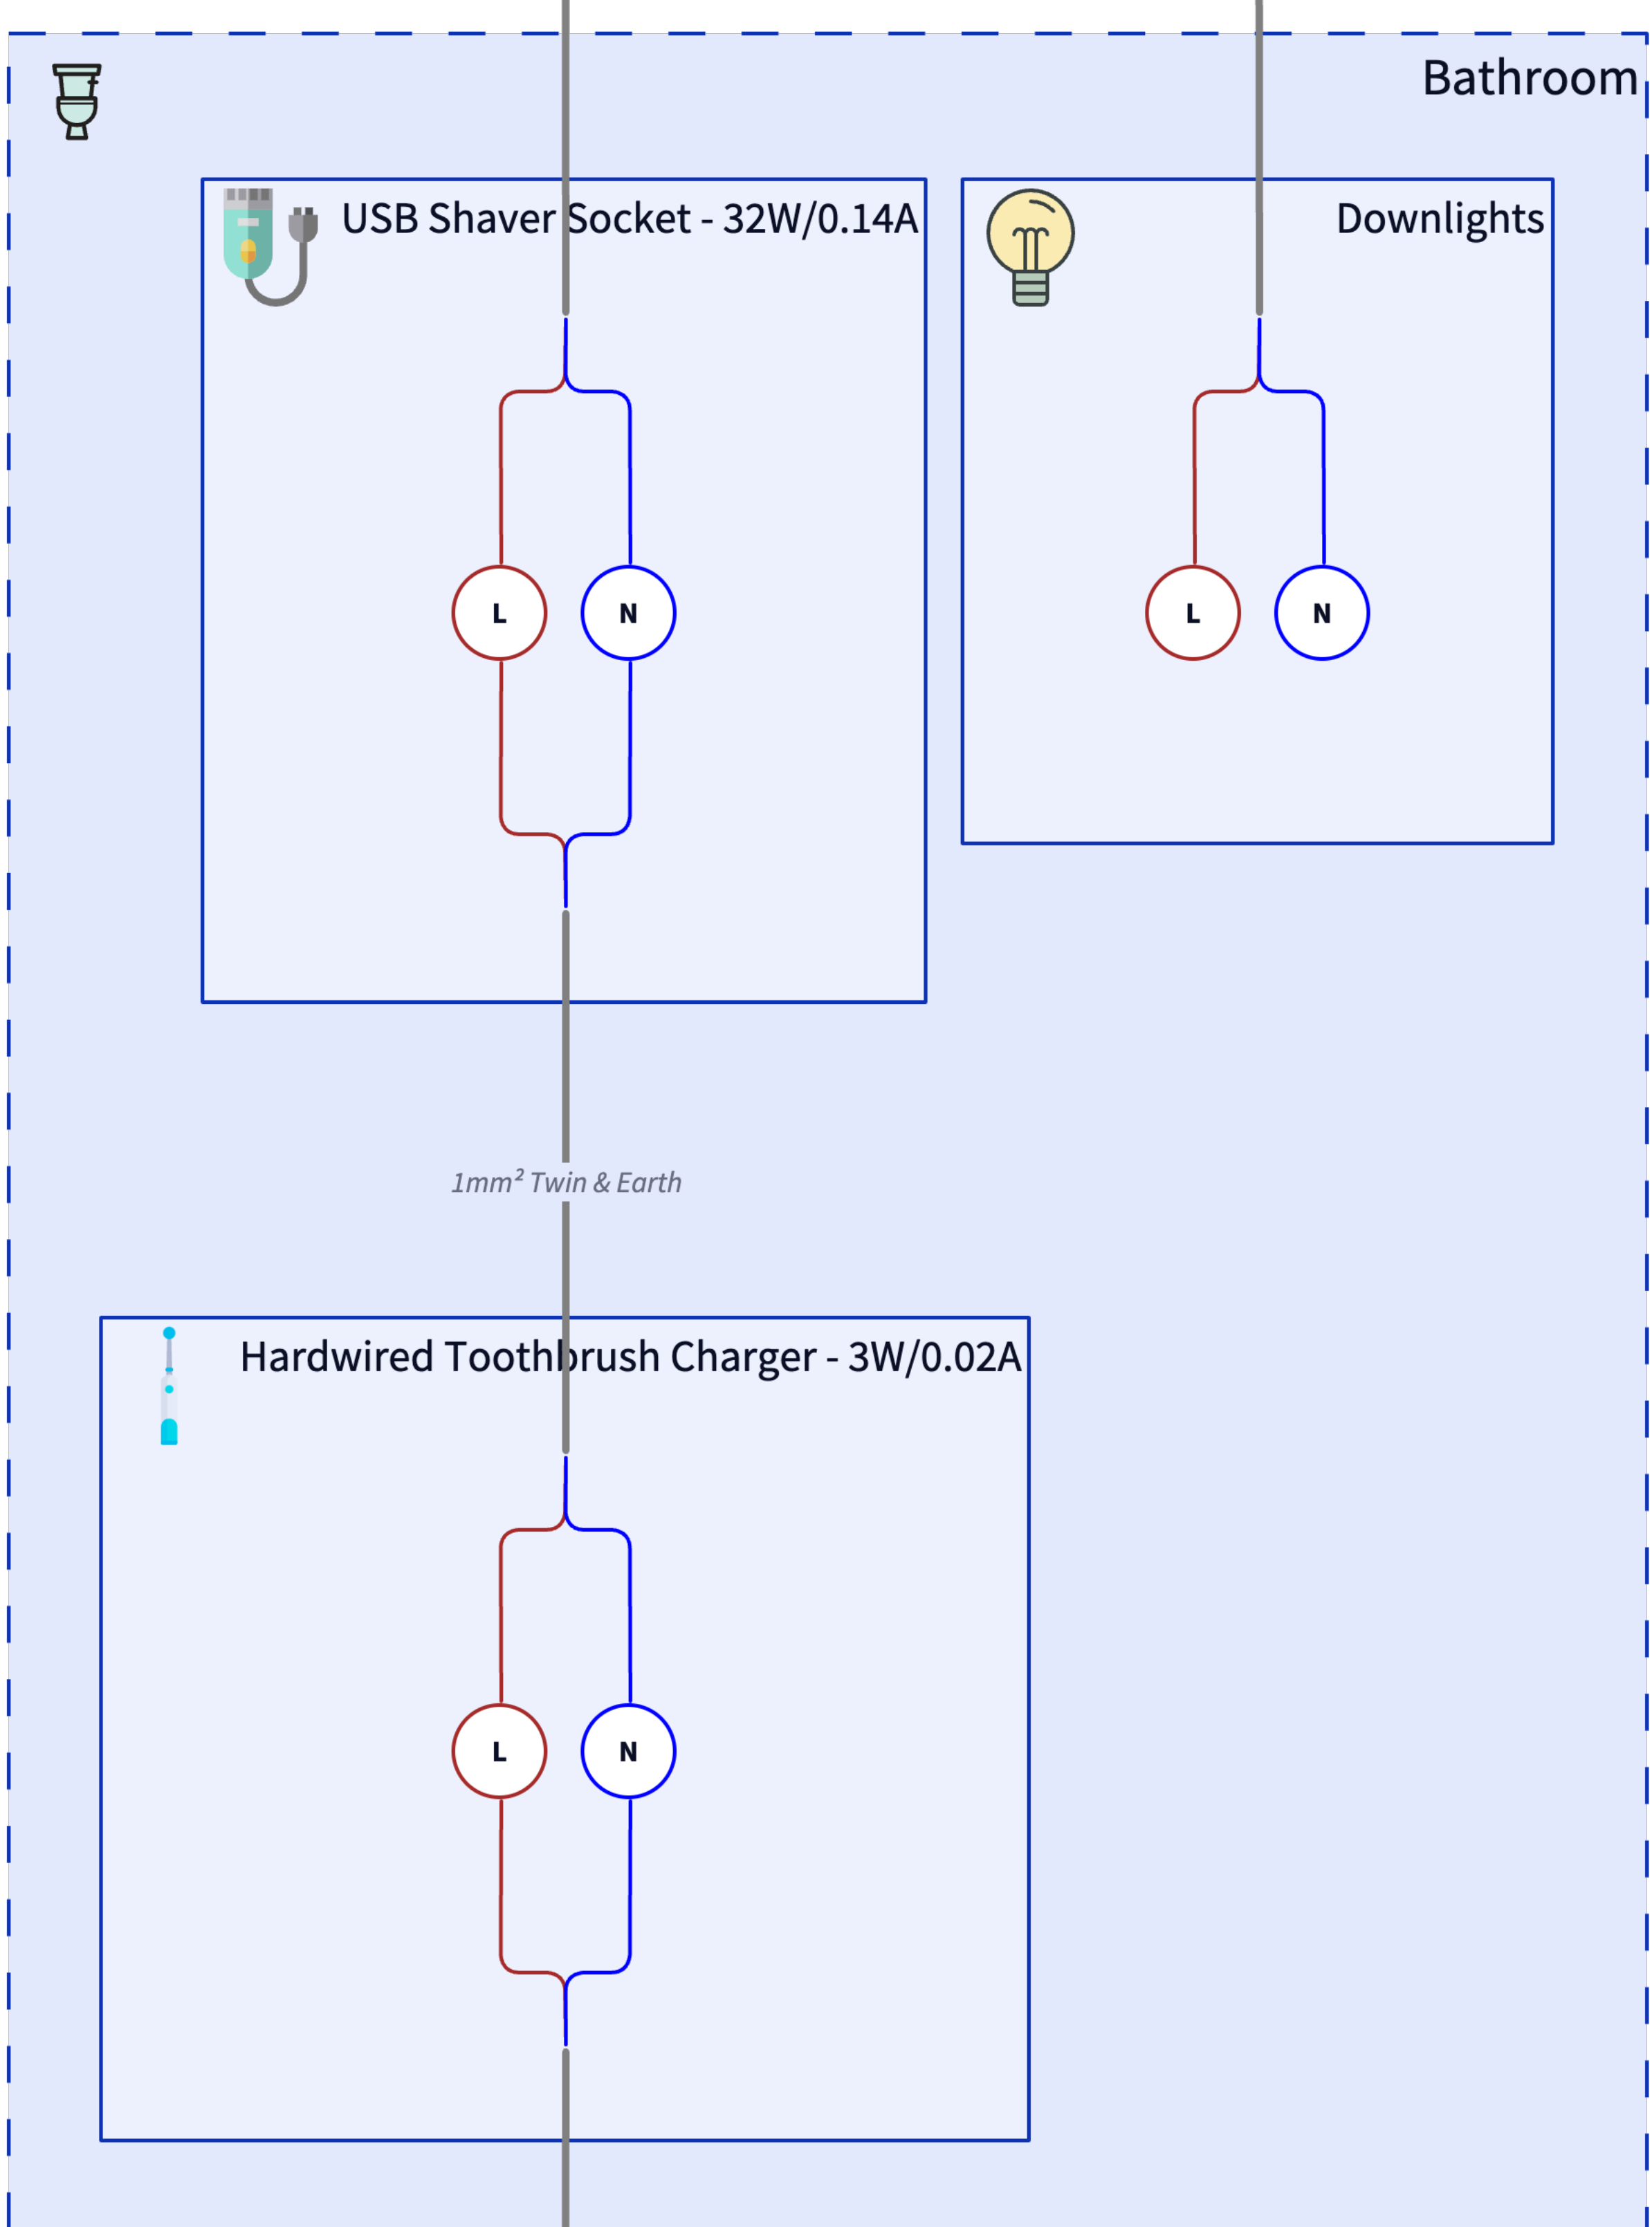 Bathroom
USB Shaver Socket - 32W/0.14A
Downlights
L
N
L
N
1mm² Twin & Earth
Hardwired Toothbrush Charger - 3W/0.02A
L
N